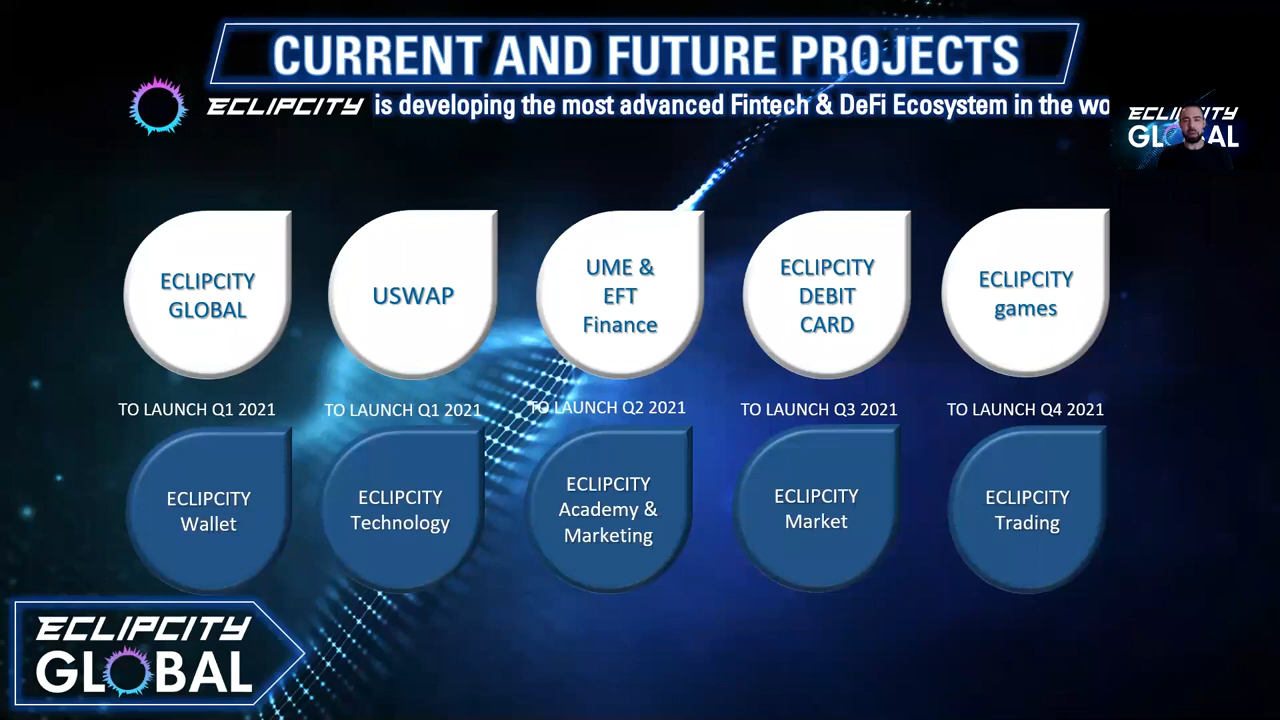 CURRENT AND FUTURE PROJECTS
ECLIPCITY is developing the most advanced Fintech & DeFi Ecosystem in the wo
ECLIPCITY
GLOBAL
ECLIPCITY
GLOBAL
USWAP
UME &
EFT
Finance
ECLIPCITY
DEBIT
CARD
ECLIPCITY
games
TO LAUNCH Q1 2021
TO LAUNCH Q1 2021
TO LAUNCH Q2 2021
TO LAUNCH Q3 2021
TO LAUNCH Q4 2021
ECLIPCITY
Wallet
ECLIPCITY
Technology
ECLIPCITY
Academy &
Marketing
ECLIPCITY
Market
ECLIPCITY
Trading
ECLIPCITY
GLOBAL